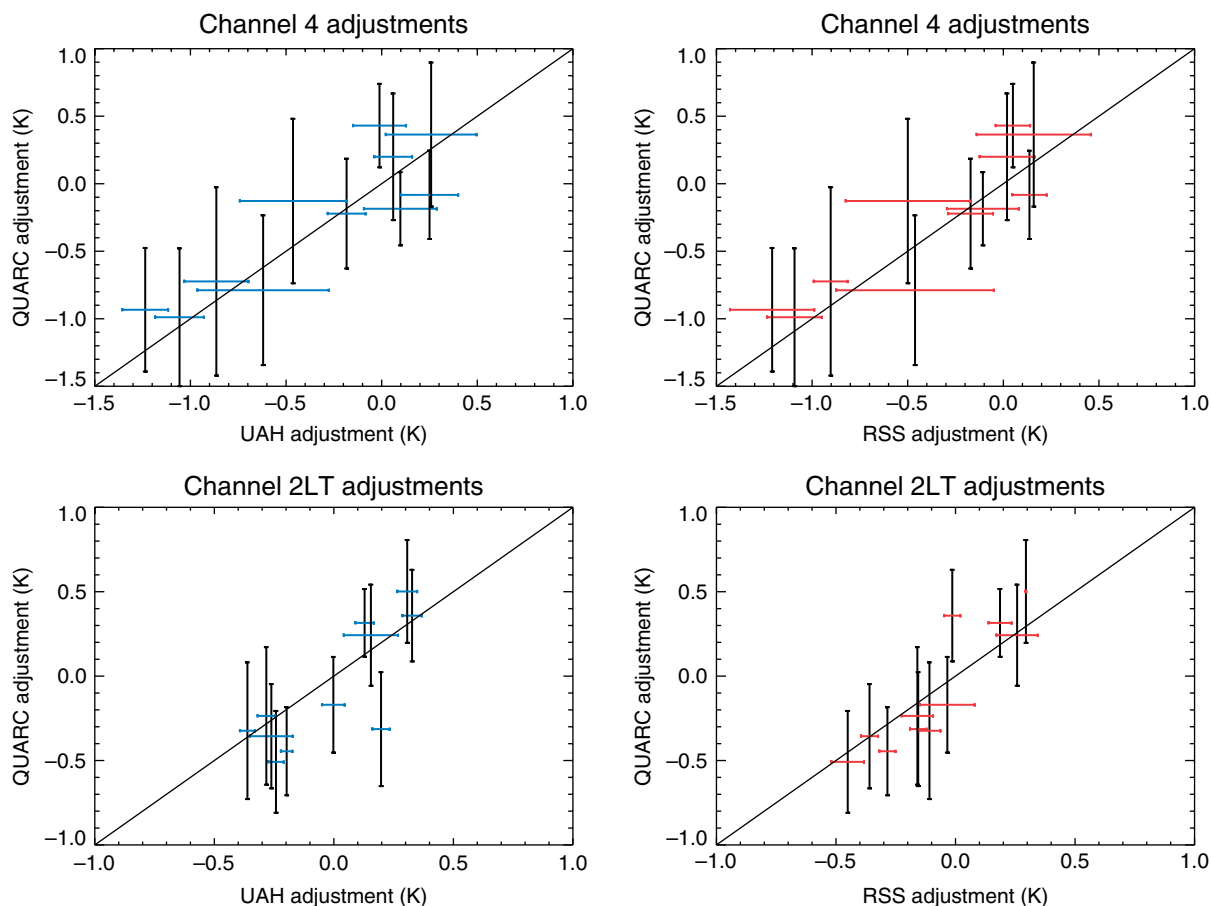 Channel 4 adjustments
QUARC adjustment (K)
1.0
0.5
0.0
−0.5
−1.0
−1.5
−1.5 −1.0 −0.5 0.0 0.5 1.0
UAH adjustment (K)
Channel 4 adjustments
QUARC adjustment (K)
1.0
0.5
0.0
−0.5
−1.0
−1.5
−1.5 −1.0 −0.5 0.0 0.5 1.0
RSS adjustment (K)
Channel 2LT adjustments
QUARC adjustment (K)
1.0
0.5
0.0
−0.5
−1.0
−1.0 −0.5 0.0 0.5 1.0
UAH adjustment (K)
Channel 2LT adjustments
QUARC adjustment (K)
1.0
0.5
0.0
−0.5
−1.0
−1.0 −0.5 0.0 0.5 1.0
RSS adjustment (K)